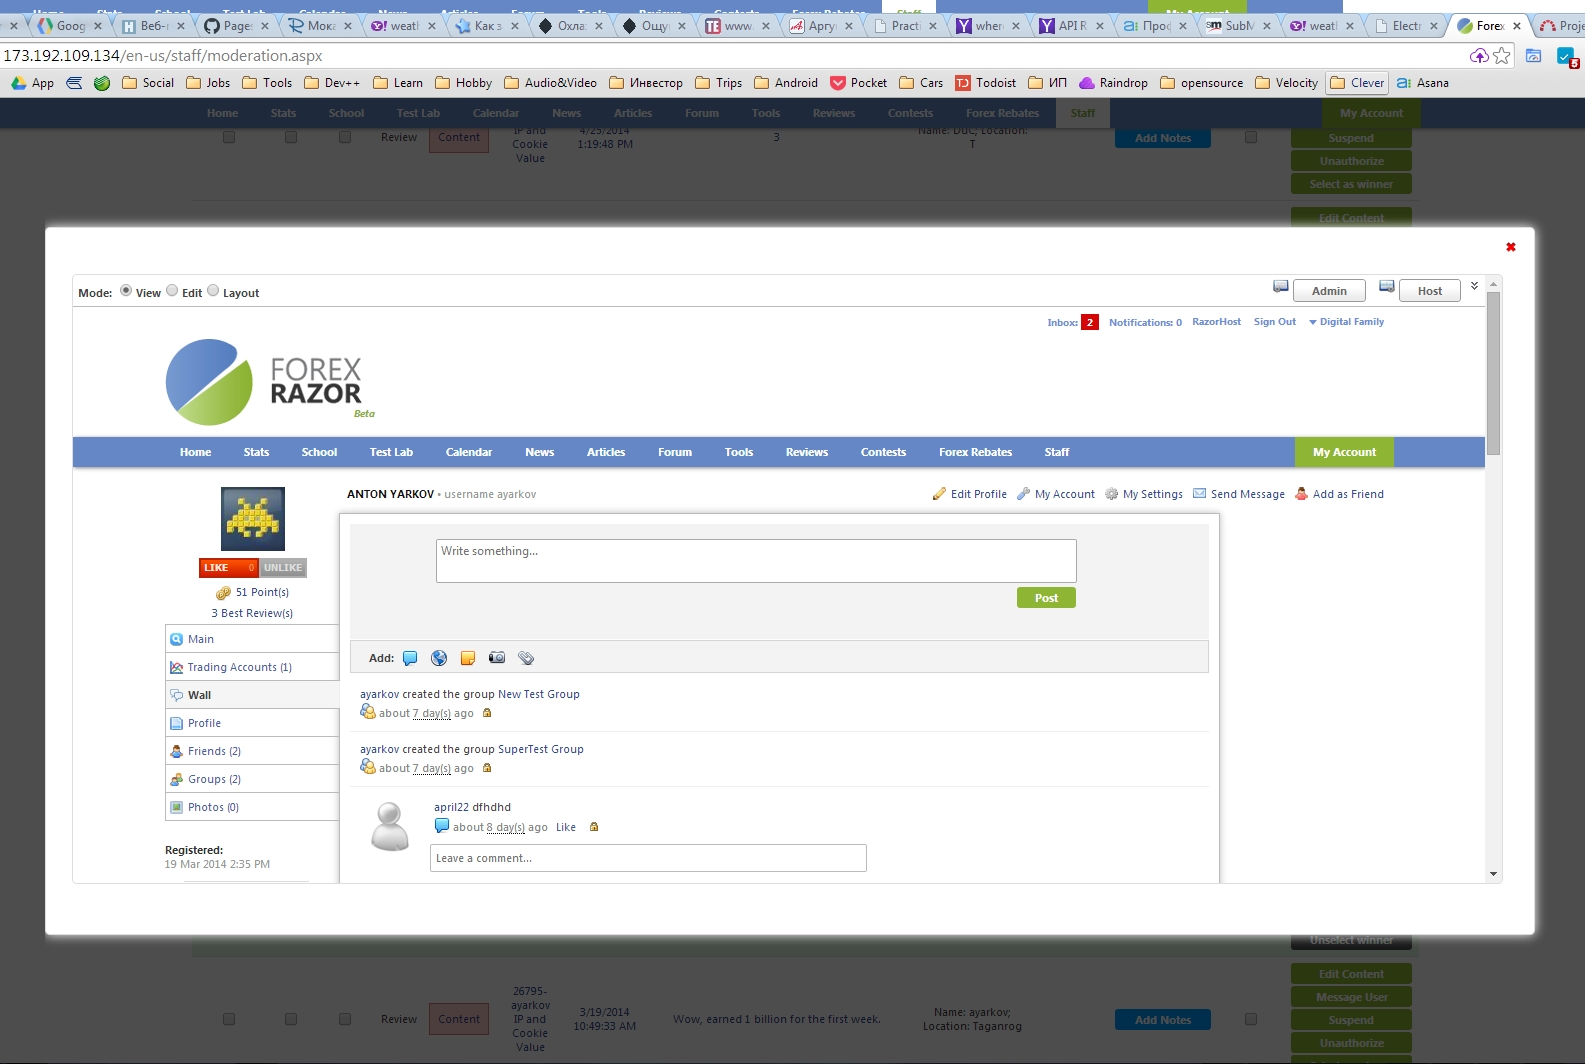 Goog
Веб-г
Pages
Мока
weath
Как з
Охла
Ощущ
www.
Аргу
Practi
where
API R
Проф
SubM
weath
Electr
Forex
Proje
173.192.109.134/en-us/staff/moderation.aspx
5
App Social Jobs Tools Dev++ Learn Hobby Audio&Video Инвестор Trips Android Pocket Cars Todoist ИП Raindrop opensource Velocity Clever Asana
Home Stats School Test Lab Calendar News Articles Forum Tools Reviews Contests Forex Rebates Staff My Account
Review Content
IP and
Cookie
Value
4/25/2014
1:19:48 PM
3
Name: DUC; Location:
T
Add Notes
Suspend
Unauthorize
Select as winner
Edit Content
Mode: View Edit Layout
Admin Host
Inbox: 2 Notifications: 0 RazorHost Sign Out Digital Family
FOREX
RAZOR
Beta
Home Stats School Test Lab Calendar News Articles Forum Tools Reviews Contests Forex Rebates Staff My Account
ANTON YARKOV • username ayarkov
Edit Profile My Account My Settings Send Message Add as Friend
LIKE 0 UNLIKE
51 Point(s)
3 Best Review(s)
Main
Trading Accounts (1)
Wall
Profile
Friends (2)
Groups (2)
Photos (0)
Registered:
19 Mar 2014 2:35 PM
Write something...
Post
Add:
ayarkov created the group New Test Group
about 7 day(s) ago
ayarkov created the group SuperTest Group
about 7 day(s) ago
april22 dfhdhd
about 8 day(s) ago Like
Leave a comment...
Unselect winner
Review Content
26795-
ayarkov
IP and
Cookie
Value
3/19/2014
10:49:33 AM
Wow, earned 1 billion for the first week.
Name: ayarkov;
Location: Taganrog
Add Notes
Edit Content
Message User
Suspend
Unauthorize